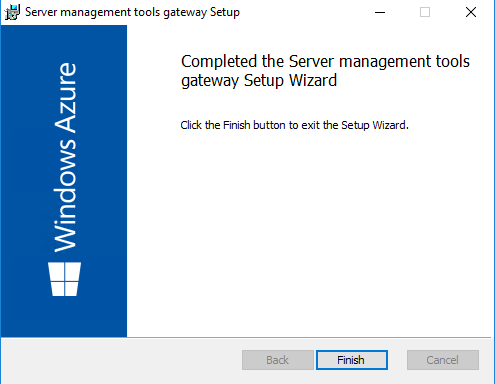 Server management tools gateway Setup
Windows Azure
Completed the Server management tools
gateway Setup Wizard
Click the Finish button to exit the Setup Wizard.
Back
Finish
Cancel